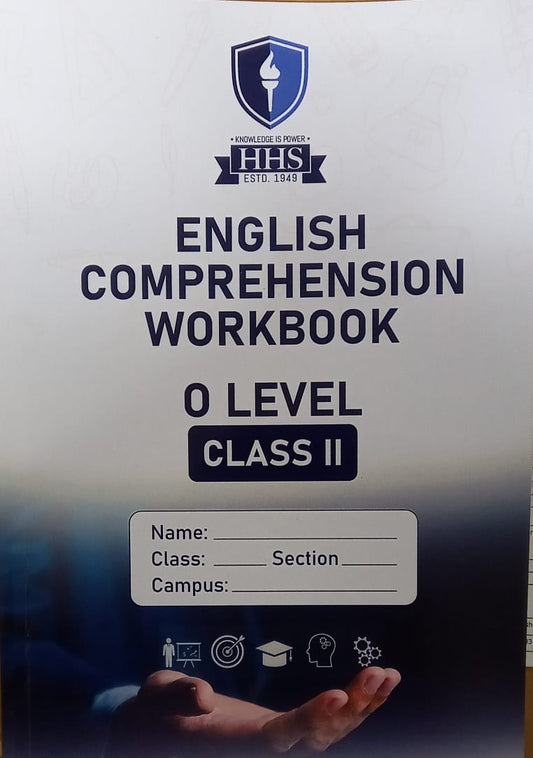 • KNOWLEDGE IS POWER •
HHS
ESTD. 1949
ENGLISH
COMPREHENSION
WORKBOOK
O LEVEL
CLASS II
Name:
Class: Section
Campus: